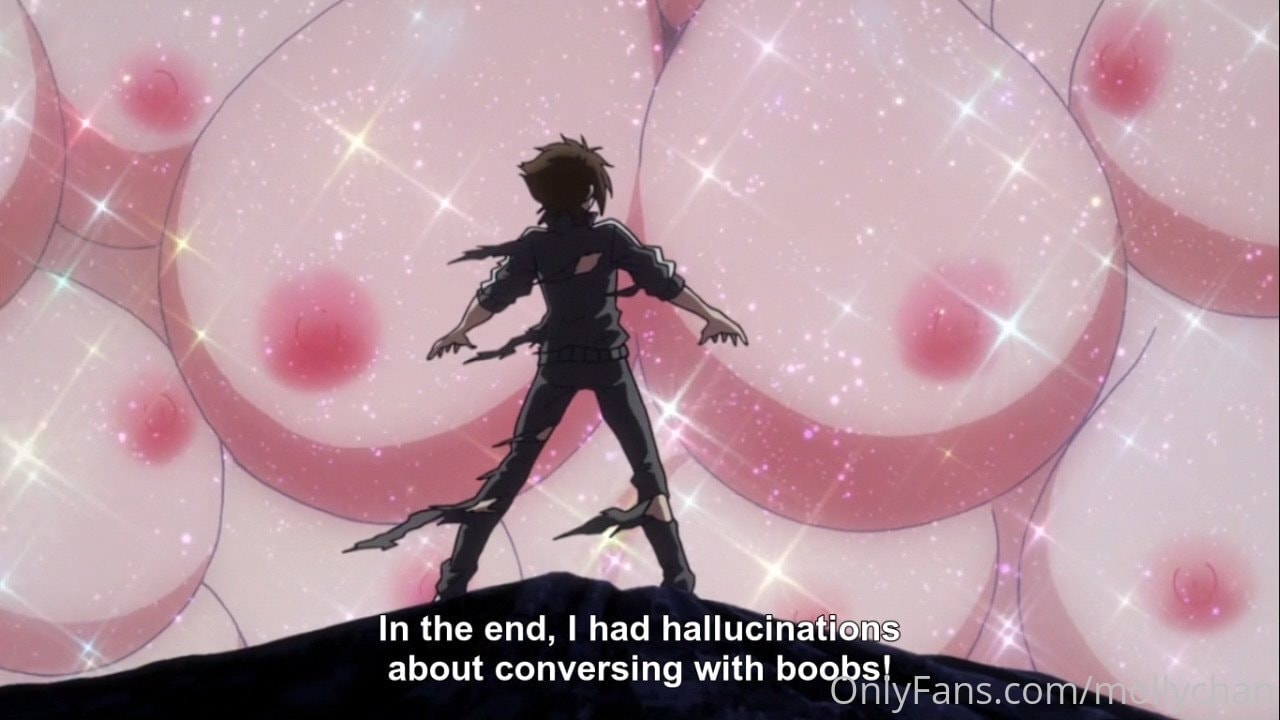 In the end, I had hallucinations
about conversing with boobs!
OnlyFans.com/mollychan